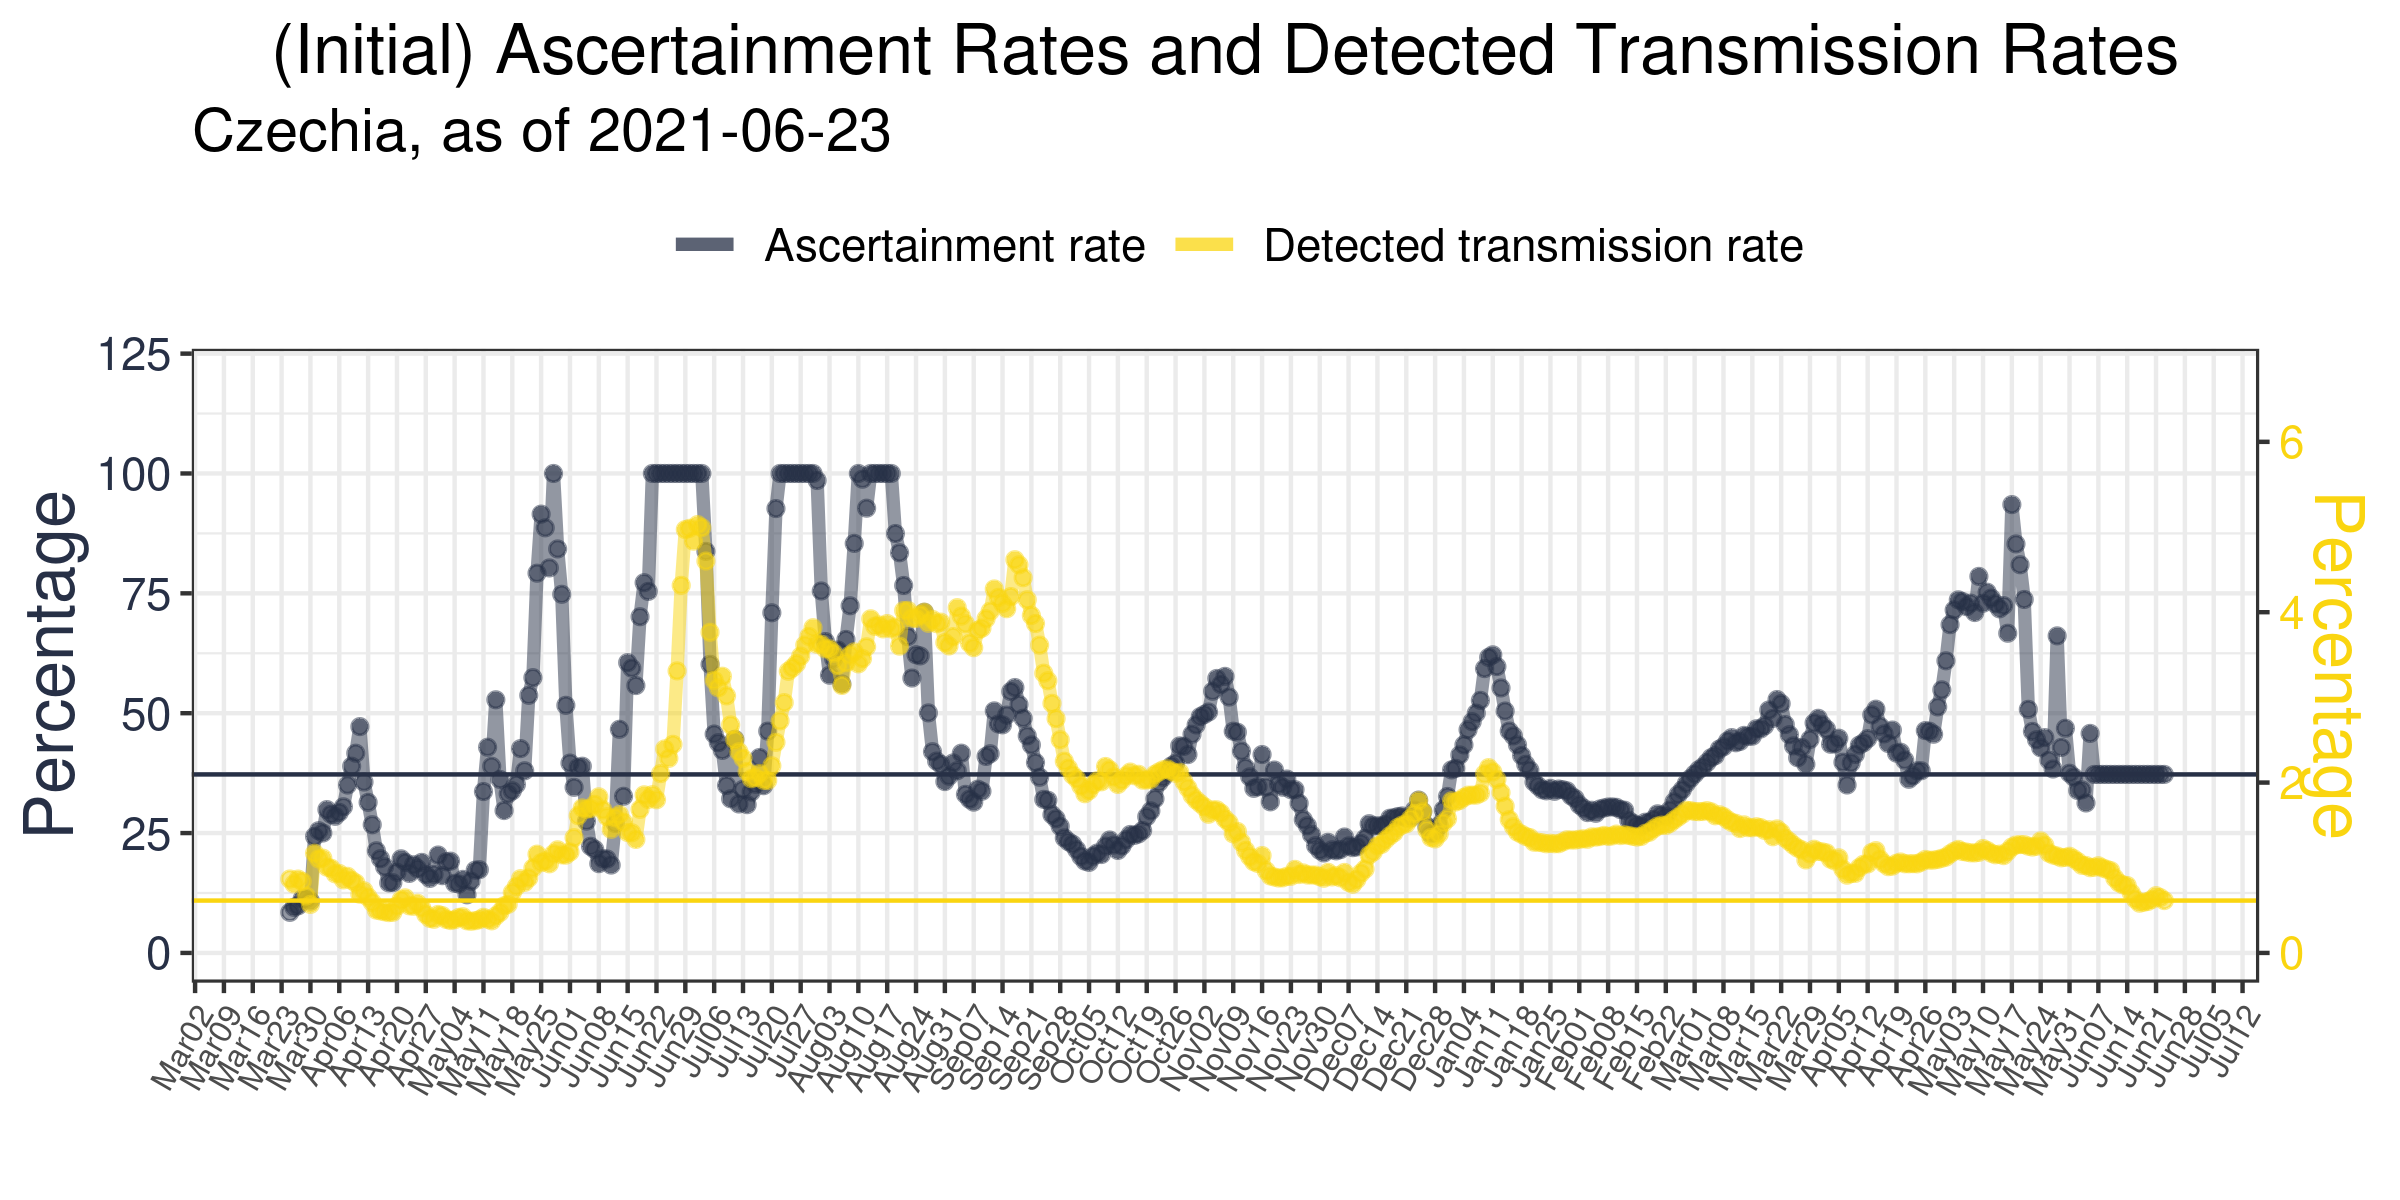 (Initial) Ascertainment Rates and Detected Transmission Rates
Czechia, as of 2021-06-23
Ascertainment rate Detected transmission rate
Percentage
125
100
75
50
25
0
6
4
2
0
Percentage
Mar02 Mar09 Mar16 Mar23 Mar30 Apr06 Apr13 Apr20 Apr27 May04 May11 May18 May25 Jun01 Jun08 Jun15 Jun22 Jun29 Jul06 Jul13 Jul20 Jul27 Aug03 Aug10 Aug17 Aug24 Aug31 Sep07 Sep14 Sep21 Sep28 Oct05 Oct12 Oct19 Oct26 Nov02 Nov09 Nov16 Nov23 Nov30 Dec07 Dec14 Dec21 Dec28 Jan04 Jan11 Jan18 Jan25 Feb01 Feb08 Feb15 Feb22 Mar01 Mar08 Mar15 Mar22 Mar29 Apr05 Apr12 Apr19 Apr26 May03 May10 May17 May24 May31 Jun07 Jun14 Jun21 Jun28 Jul05 Jul12